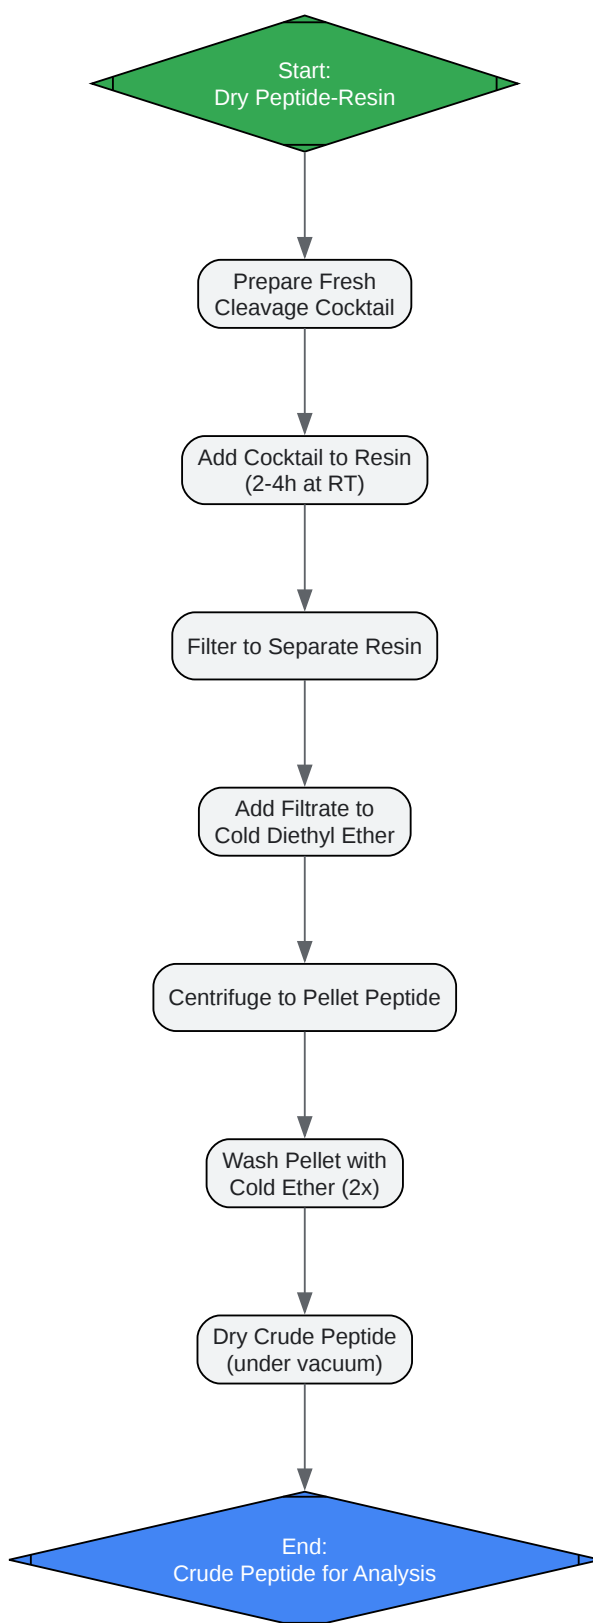 Start:
Dry Peptide-Resin
Prepare Fresh
Cleavage Cocktail
Add Cocktail to Resin
(2-4h at RT)
Filter to Separate Resin
Add Filtrate to
Cold Diethyl Ether
Centrifuge to Pellet Peptide
Wash Pellet with
Cold Ether (2x)
Dry Crude Peptide
(under vacuum)
End:
Crude Peptide for Analysis